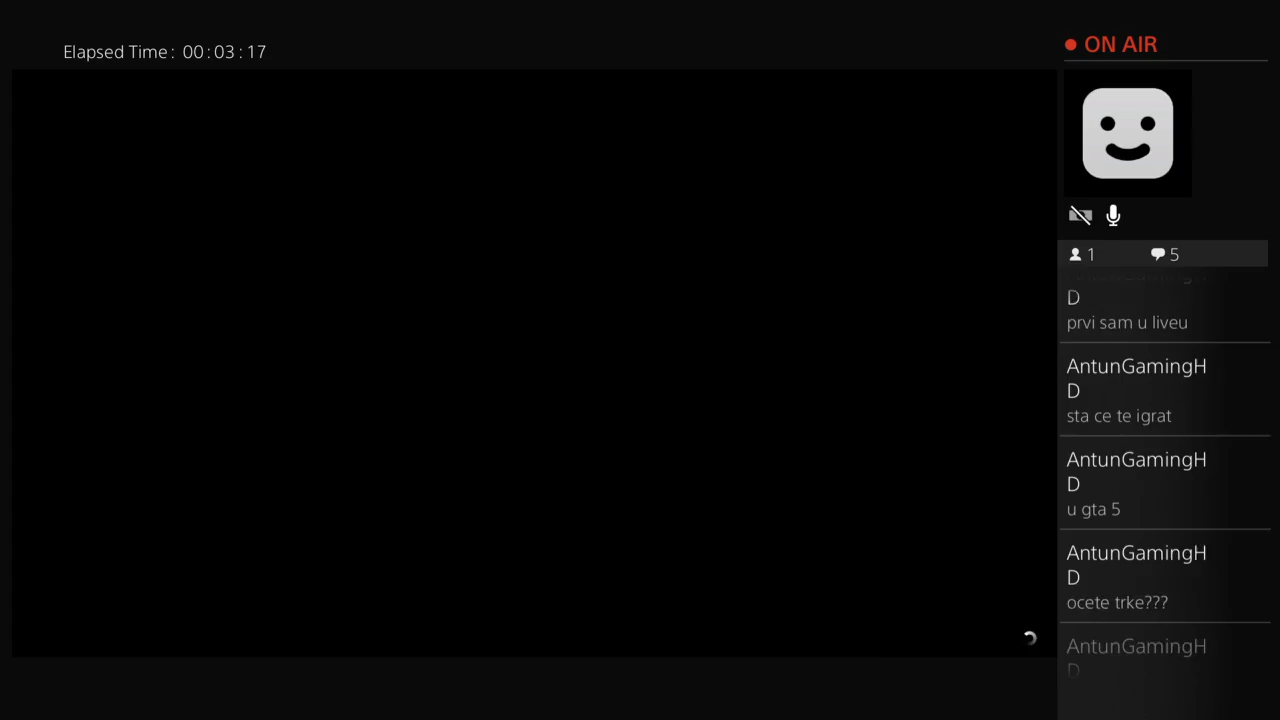 Elapsed Time: 00:03:17
ON AIR
1 5
D
prvi sam u liveu
AntunGamingH
D
sta ce te igrat
AntunGamingH
D
u gta 5
AntunGamingH
D
ocete trke???
AntunGamingH
D